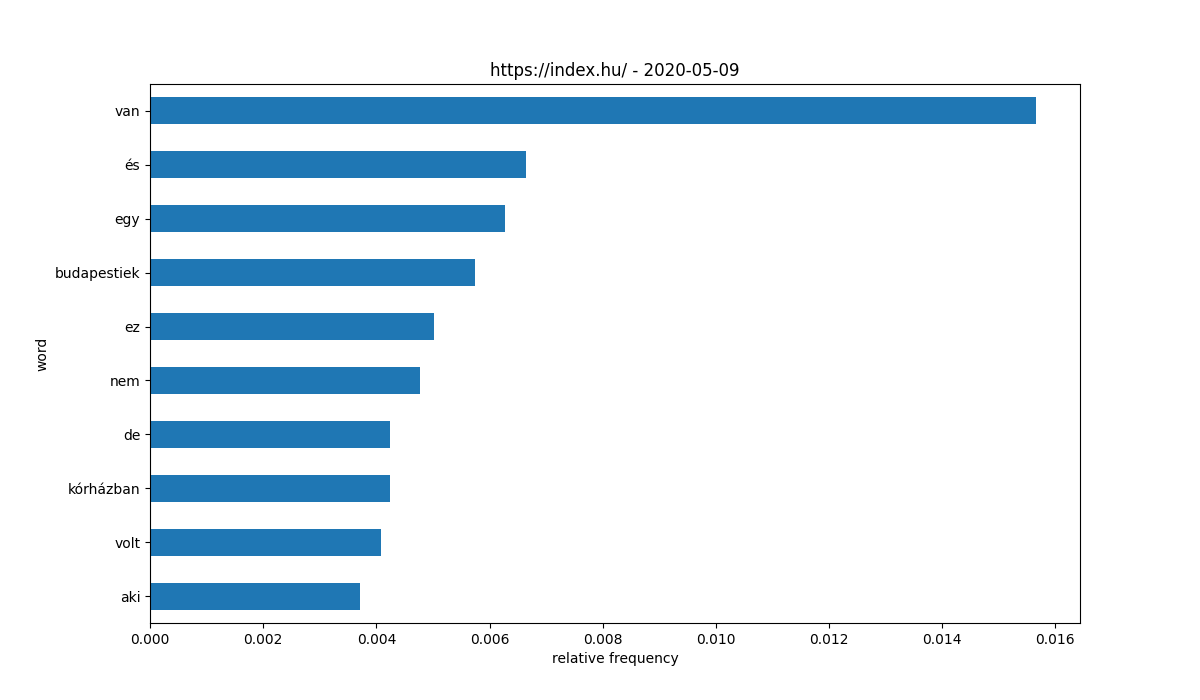 https://index.hu/ - 2020-05-09
word
van
és
egy
budapestiek
ez
nem
de
kórházban
volt
aki
0.000 0.002 0.004 0.006 0.008 0.010 0.012 0.014 0.016
relative frequency